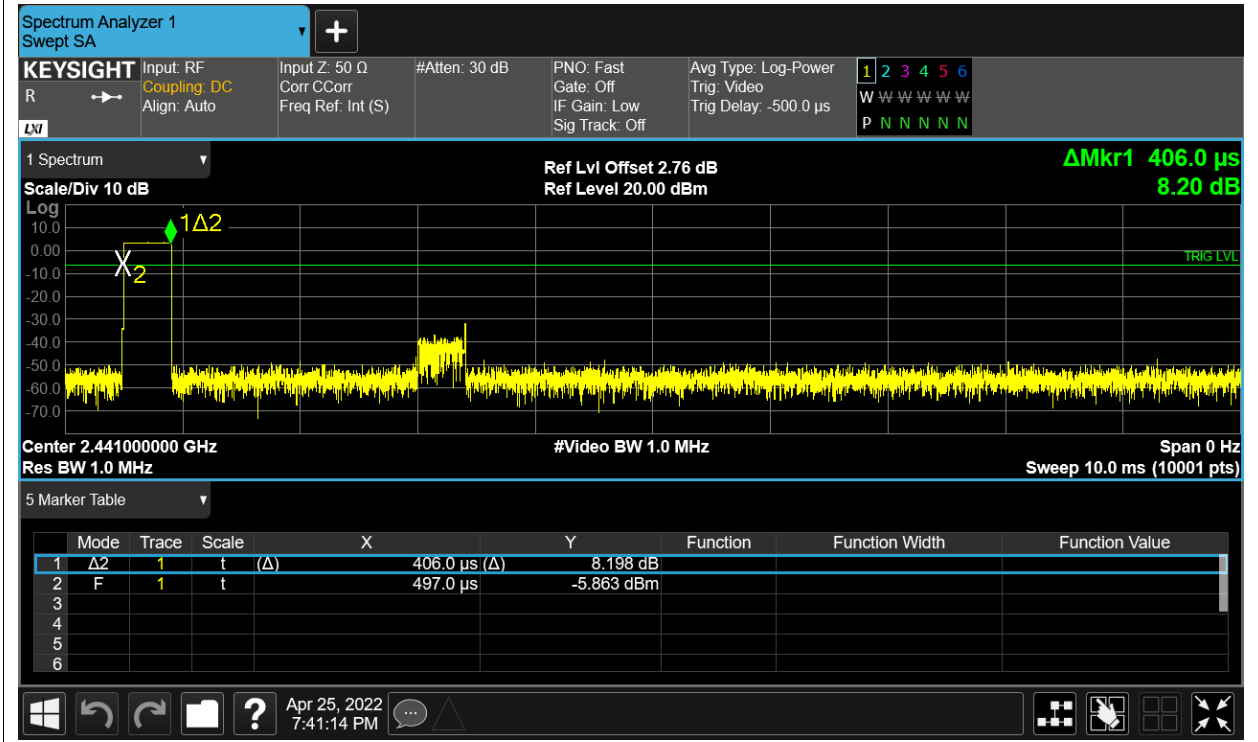 Spectrum Analyzer 1
Swept SA
KEYSIGHT
R
LXI
Input: RF
Coupling: DC
Align: Auto
Input Z: 50 Ω
Corr CCorr
Freq Ref: Int (S)
#Atten: 30 dB
PNO: Fast
Gate: Off
IF Gain: Low
Sig Track: Off
Avg Type: Log-Power
Trig: Video
Trig Delay: -500.0 µs
1 2 3 4 5 6
W W W W W W
P N N N N N
1 Spectrum
Scale/Div 10 dB
Ref Lvl Offset 2.76 dB
Ref Level 20.00 dBm
ΔMkr1 406.0 µs
8.20 dB
Log
10.0
0.00
-10.0
-20.0
-30.0
-40.0
-50.0
-60.0
-70.0
1Δ2
X2
TRIG LVL
Center 2.441000000 GHz
#Video BW 1.0 MHz
Span 0 Hz
Res BW 1.0 MHz
Sweep 10.0 ms (10001 pts)
5 Marker Table
Mode Trace Scale X Y Function Function Width Function Value
1 Δ2 1 t (Δ) 406.0 µs (Δ) 8.198 dB
2 F 1 t 497.0 µs -5.863 dBm
3
4
5
6
?
Apr 25, 2022
7:41:14 PM